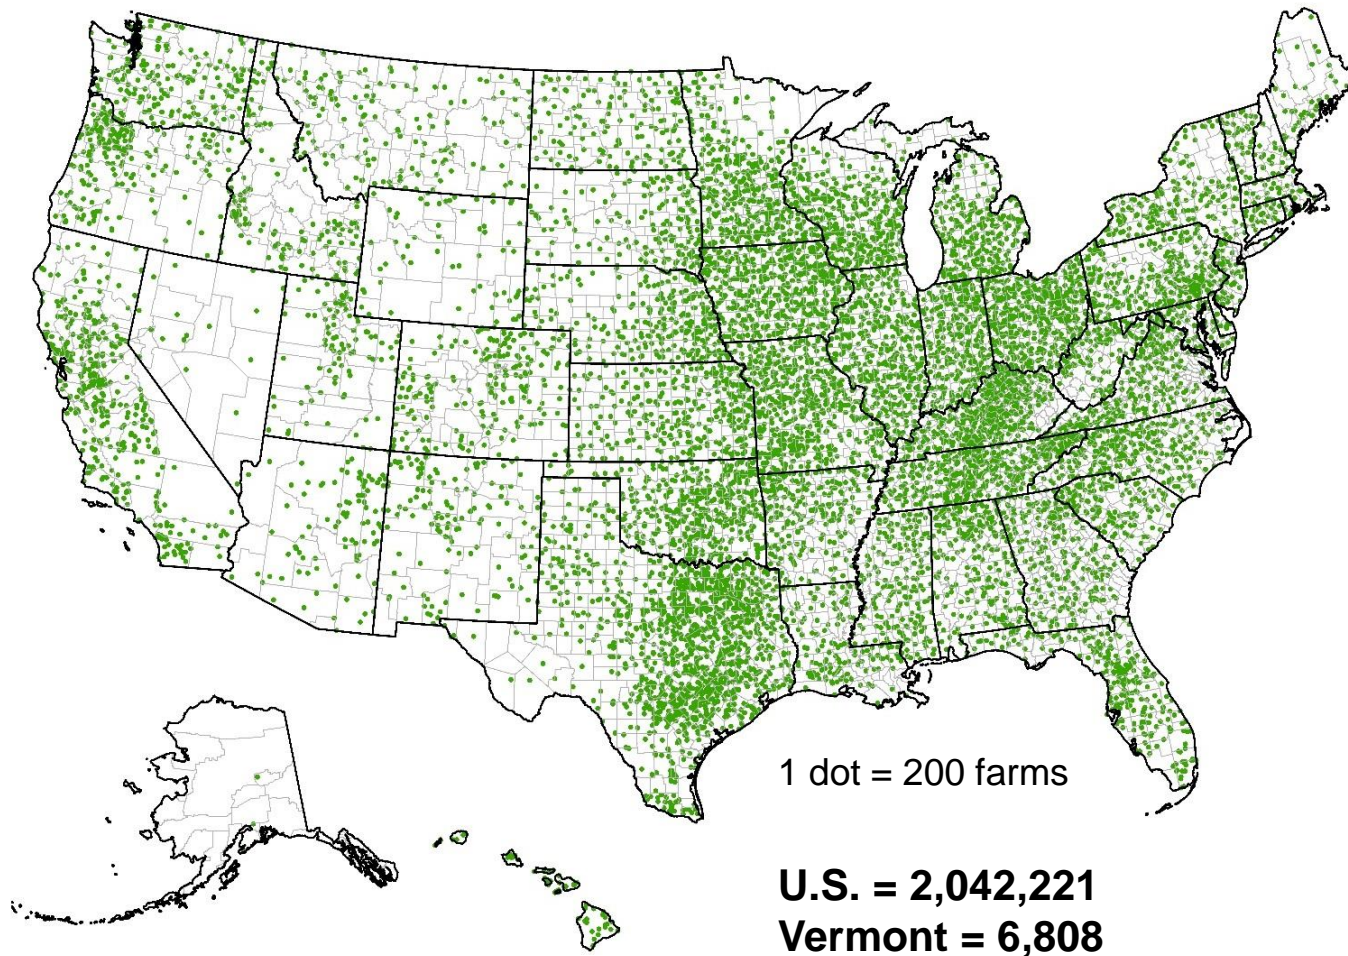 1 dot = 200 farms
U.S. = 2,042,221
Vermont = 6,808